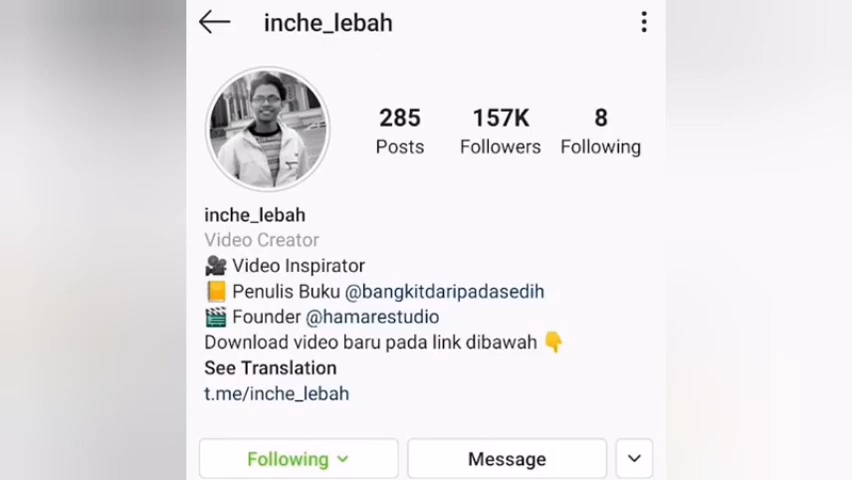 inche_lebah
285 157K 8
Posts Followers Following
inche_lebah
Video Creator
🎥 Video Inspirator
📒 Penulis Buku @bangkitdaripadasedih
🎬 Founder @hamarestudio
Download video baru pada link dibawah 👇
See Translation
t.me/inche_lebah
Following Message